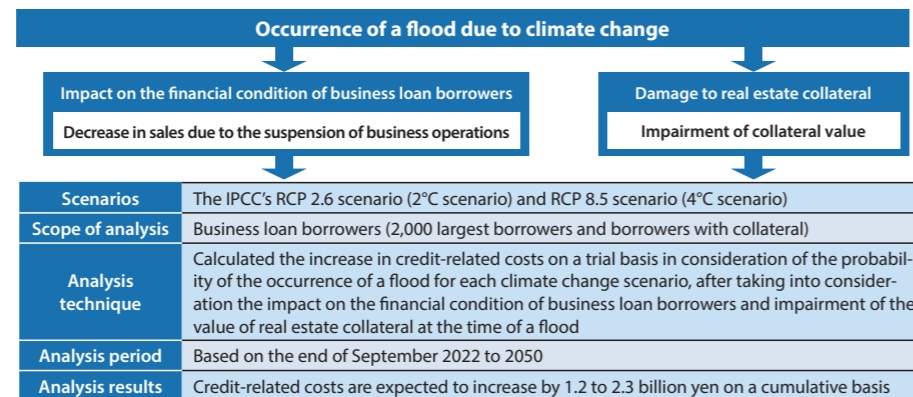 Occurrence of a flood due to climate change
Impact on the financial condition of business loan borrowers
Decrease in sales due to the suspension of business operations
Damage to real estate collateral
Impairment of collateral value
Scenarios
The IPCC's RCP 2.6 scenario (2°C scenario) and RCP 8.5 scenario (4°C scenario)
Scope of analysis
Business loan borrowers (2,000 largest borrowers and borrowers with collateral)
Analysis
technique
Calculated the increase in credit-related costs on a trial basis in consideration of the probabil-
ity of the occurrence of a flood for each climate change scenario, after taking into consider-
ation the impact on the financial condition of business loan borrowers and impairment of the
value of real estate collateral at the time of a flood
Analysis period
Based on the end of September 2022 to 2050
Analysis results
Credit-related costs are expected to increase by 1.2 to 2.3 billion yen on a cumulative basis